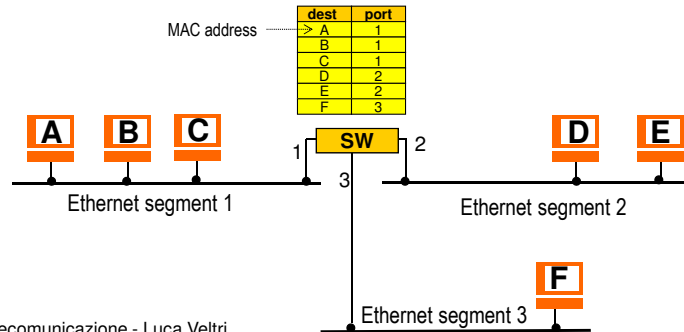 dest port
MAC address A 1
B 1
C 1
D 2
E 2
F 3
A B C SW D E
1 2
3
Ethernet segment 1 Ethernet segment 2
F
Ethernet segment 3
ecomunicazione - Luca Veltri